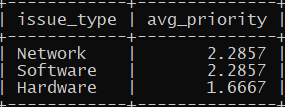 +------------+--------------+
| issue_type | avg_priority |
+------------+--------------+
| Network    |       2.2857 |
| Software   |       2.2857 |
| Hardware   |       1.6667 |
+------------+--------------+